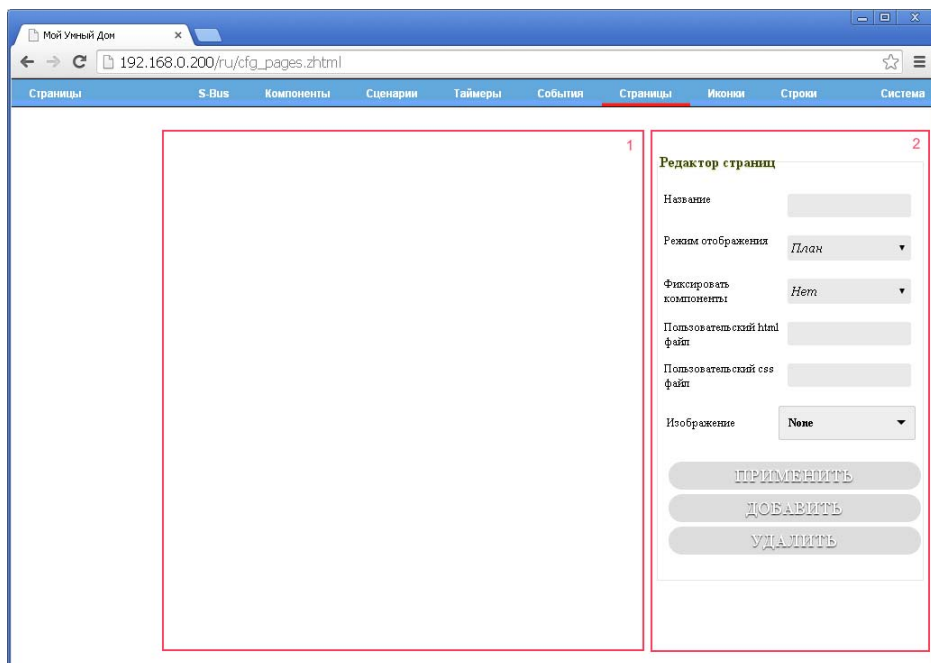 Мой Умный Дом
192.168.0.200/ru/cfg_pages.zhtml
Страницы S-Bus Компоненты Сценарии Таймеры События Страницы Иконки Строки Система
1
2
Редактор страниц
Название
Режим отображения
План
Фиксировать
компоненты
Нет
Пользовательский html
файл
Пользовательский css
файл
Изображение
None
ПРИМЕНИТЬ
ДОБАВИТЬ
УДАЛИТЬ